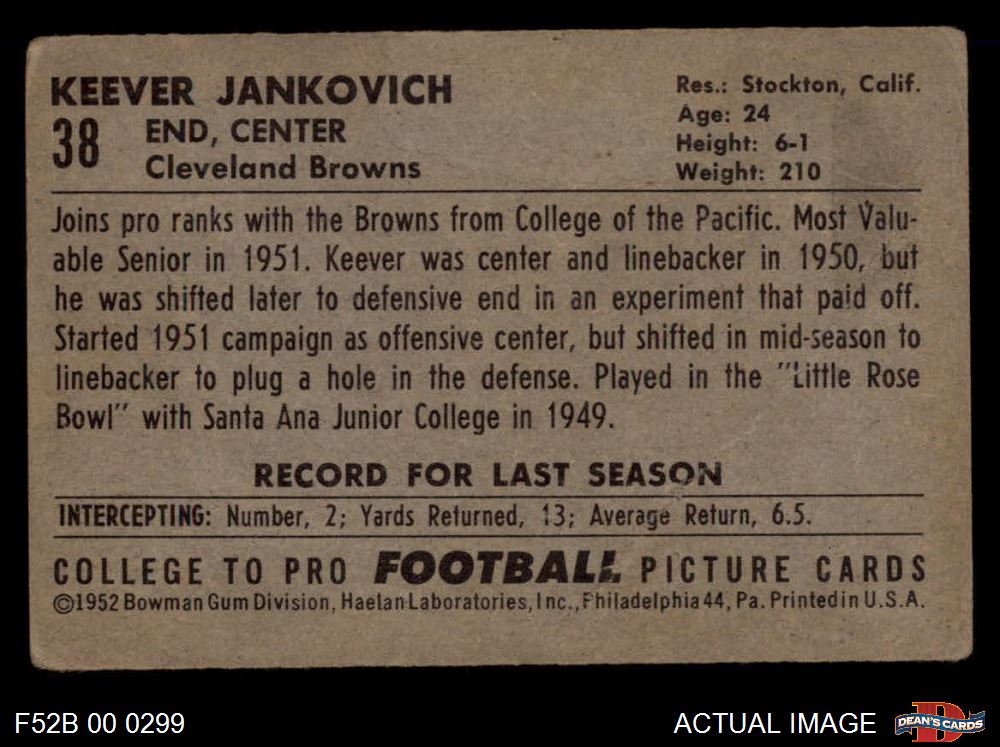 KEEVER JANKOVICH
38
END, CENTER
Cleveland Browns
Res.: Stockton, Calif.
Age: 24
Height: 6-1
Weight: 210
Joins pro ranks with the Browns from College of the Pacific. Most Valu-
able Senior in 1951. Keever was center and linebacker in 1950, but
he was shifted later to defensive end in an experiment that paid off.
Started 1951 campaign as offensive center, but shifted in mid-season to
linebacker to plug a hole in the defense. Played in the "Little Rose
Bowl" with Santa Ana Junior College in 1949.
RECORD FOR LAST SEASON
INTERCEPTING: Number, 2; Yards Returned, 13; Average Return, 6.5.
COLLEGE TO PRO FOOTBALL PICTURE CARDS
©1952 Bowman Gum Division, Haelan Laboratories, Inc., Philadelphia 44, Pa. Printed in U.S.A.
F52B 00 0299
ACTUAL IMAGE
DEAN'S CARDS